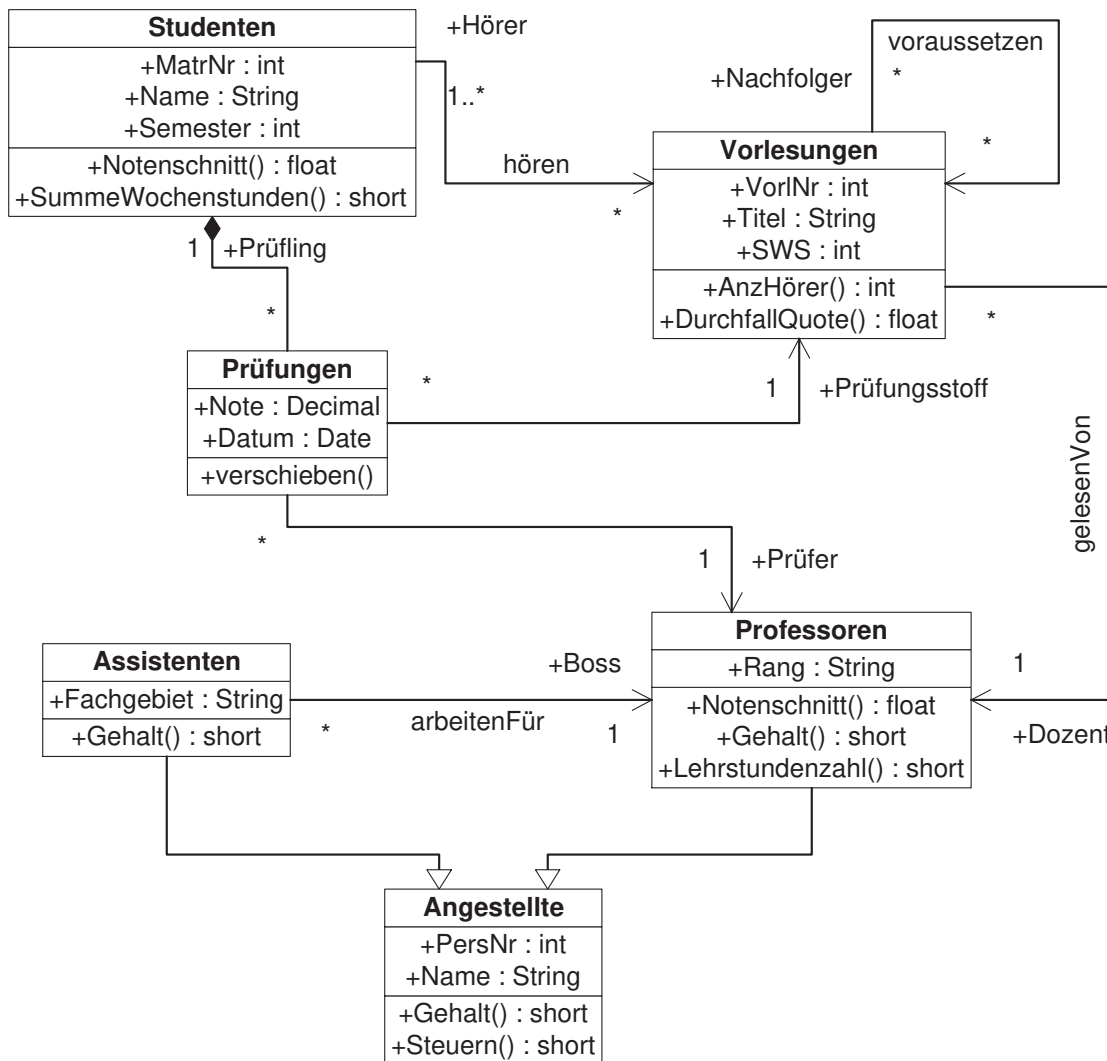 Studenten
+MatrNr : int
+Name : String
+Semester : int
+Notenschnitt() : float
+SummeWochenstunden() : short
+Hörer
1..*
hören
*
voraussetzen
+Nachfolger
*
*
Vorlesungen
+VorlNr : int
+Titel : String
+SWS : int
+AnzHörer() : int
+DurchfallQuote() : float
*
1
+Prüfling
*
Prüfungen
+Note : Decimal
+Datum : Date
+verschieben()
*
1
+Prüfungsstoff
gelesenVon
*
1
+Prüfer
Assistenten
+Fachgebiet : String
+Gehalt() : short
*
arbeitenFür
+Boss
1
Professoren
+Rang : String
+Notenschnitt() : float
+Gehalt() : short
+Lehrstundenzahl() : short
1
+Dozent
Angestellte
+PersNr : int
+Name : String
+Gehalt() : short
+Steuern() : short